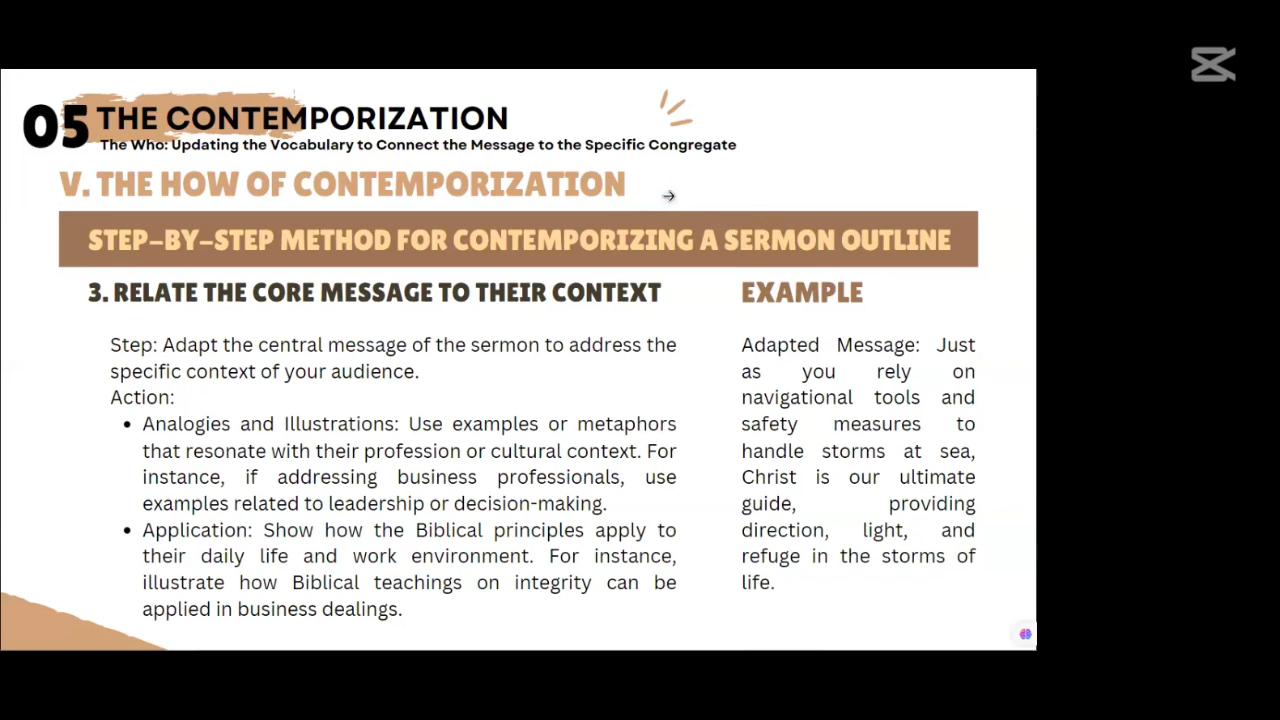 05 THE CONTEMPORIZATION
The Who: Updating the Vocabulary to Connect the Message to the Specific Congregate
V. THE HOW OF CONTEMPORIZATION
STEP-BY-STEP METHOD FOR CONTEMPORIZING A SERMON OUTLINE
3. RELATE THE CORE MESSAGE TO THEIR CONTEXT
Step: Adapt the central message of the sermon to address the
specific context of your audience.
Action:
• Analogies and Illustrations: Use examples or metaphors
that resonate with their profession or cultural context. For
instance, if addressing business professionals, use
examples related to leadership or decision-making.
• Application: Show how the Biblical principles apply to
their daily life and work environment. For instance,
illustrate how Biblical teachings on integrity can be
applied in business dealings.
EXAMPLE
Adapted Message: Just
as you rely on
navigational tools and
safety measures to
handle storms at sea,
Christ is our ultimate
guide, providing
direction, light, and
refuge in the storms of
life.